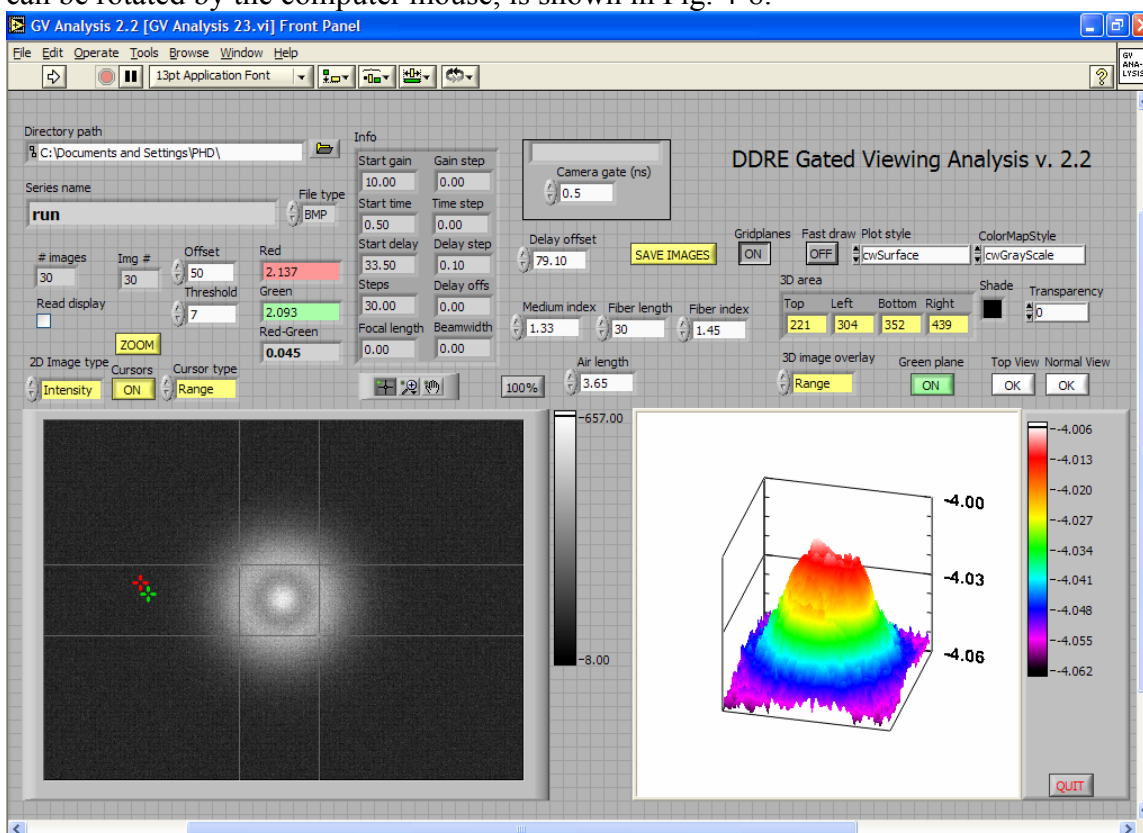 can be rotated by the computer mouse, is shown in Fig. 4-6.
GV Analysis 2.2 [GV Analysis 23.vi] Front Panel
File Edit Operate Tools Browse Window Help
13pt Application Font
GV ANA- LYSIS
Directory path
C:\Documents and Settings\PHD\
Series name
run
File type
BMP
# images
30
Img #
30
Offset
50
Threshold
7
Read display
ZOOM
Red
2.137
Green
2.093
Red-Green
0.045
2D Image type
Intensity
Cursors
ON
Cursor type
Range
Info
Start gain Gain step
10.00 0.00
Start time Time step
0.50 0.00
Start delay Delay step
33.50 0.10
Steps Delay offs
30.00 0.00
Focal length Beamwidth
0.00 0.00
100%
Camera gate (ns)
0.5
Delay offset
79.10
SAVE IMAGES
Medium index Fiber length Fiber index
1.33 30 1.45
Air length
3.65
DDRE Gated Viewing Analysis v. 2.2
Gridplanes Fast draw Plot style ColorMapStyle
ON OFF cwSurface cwGrayScale
3D area
Top Left Bottom Right
221 304 352 439
Shade
Transparency
0
3D image overlay
Range
Green plane
ON
Top View Normal View
OK OK
-657.00
-8.00
-4.00
-4.03
-4.06
-4.006
-4.013
-4.020
-4.027
-4.034
-4.041
-4.048
-4.055
-4.062
QUIT